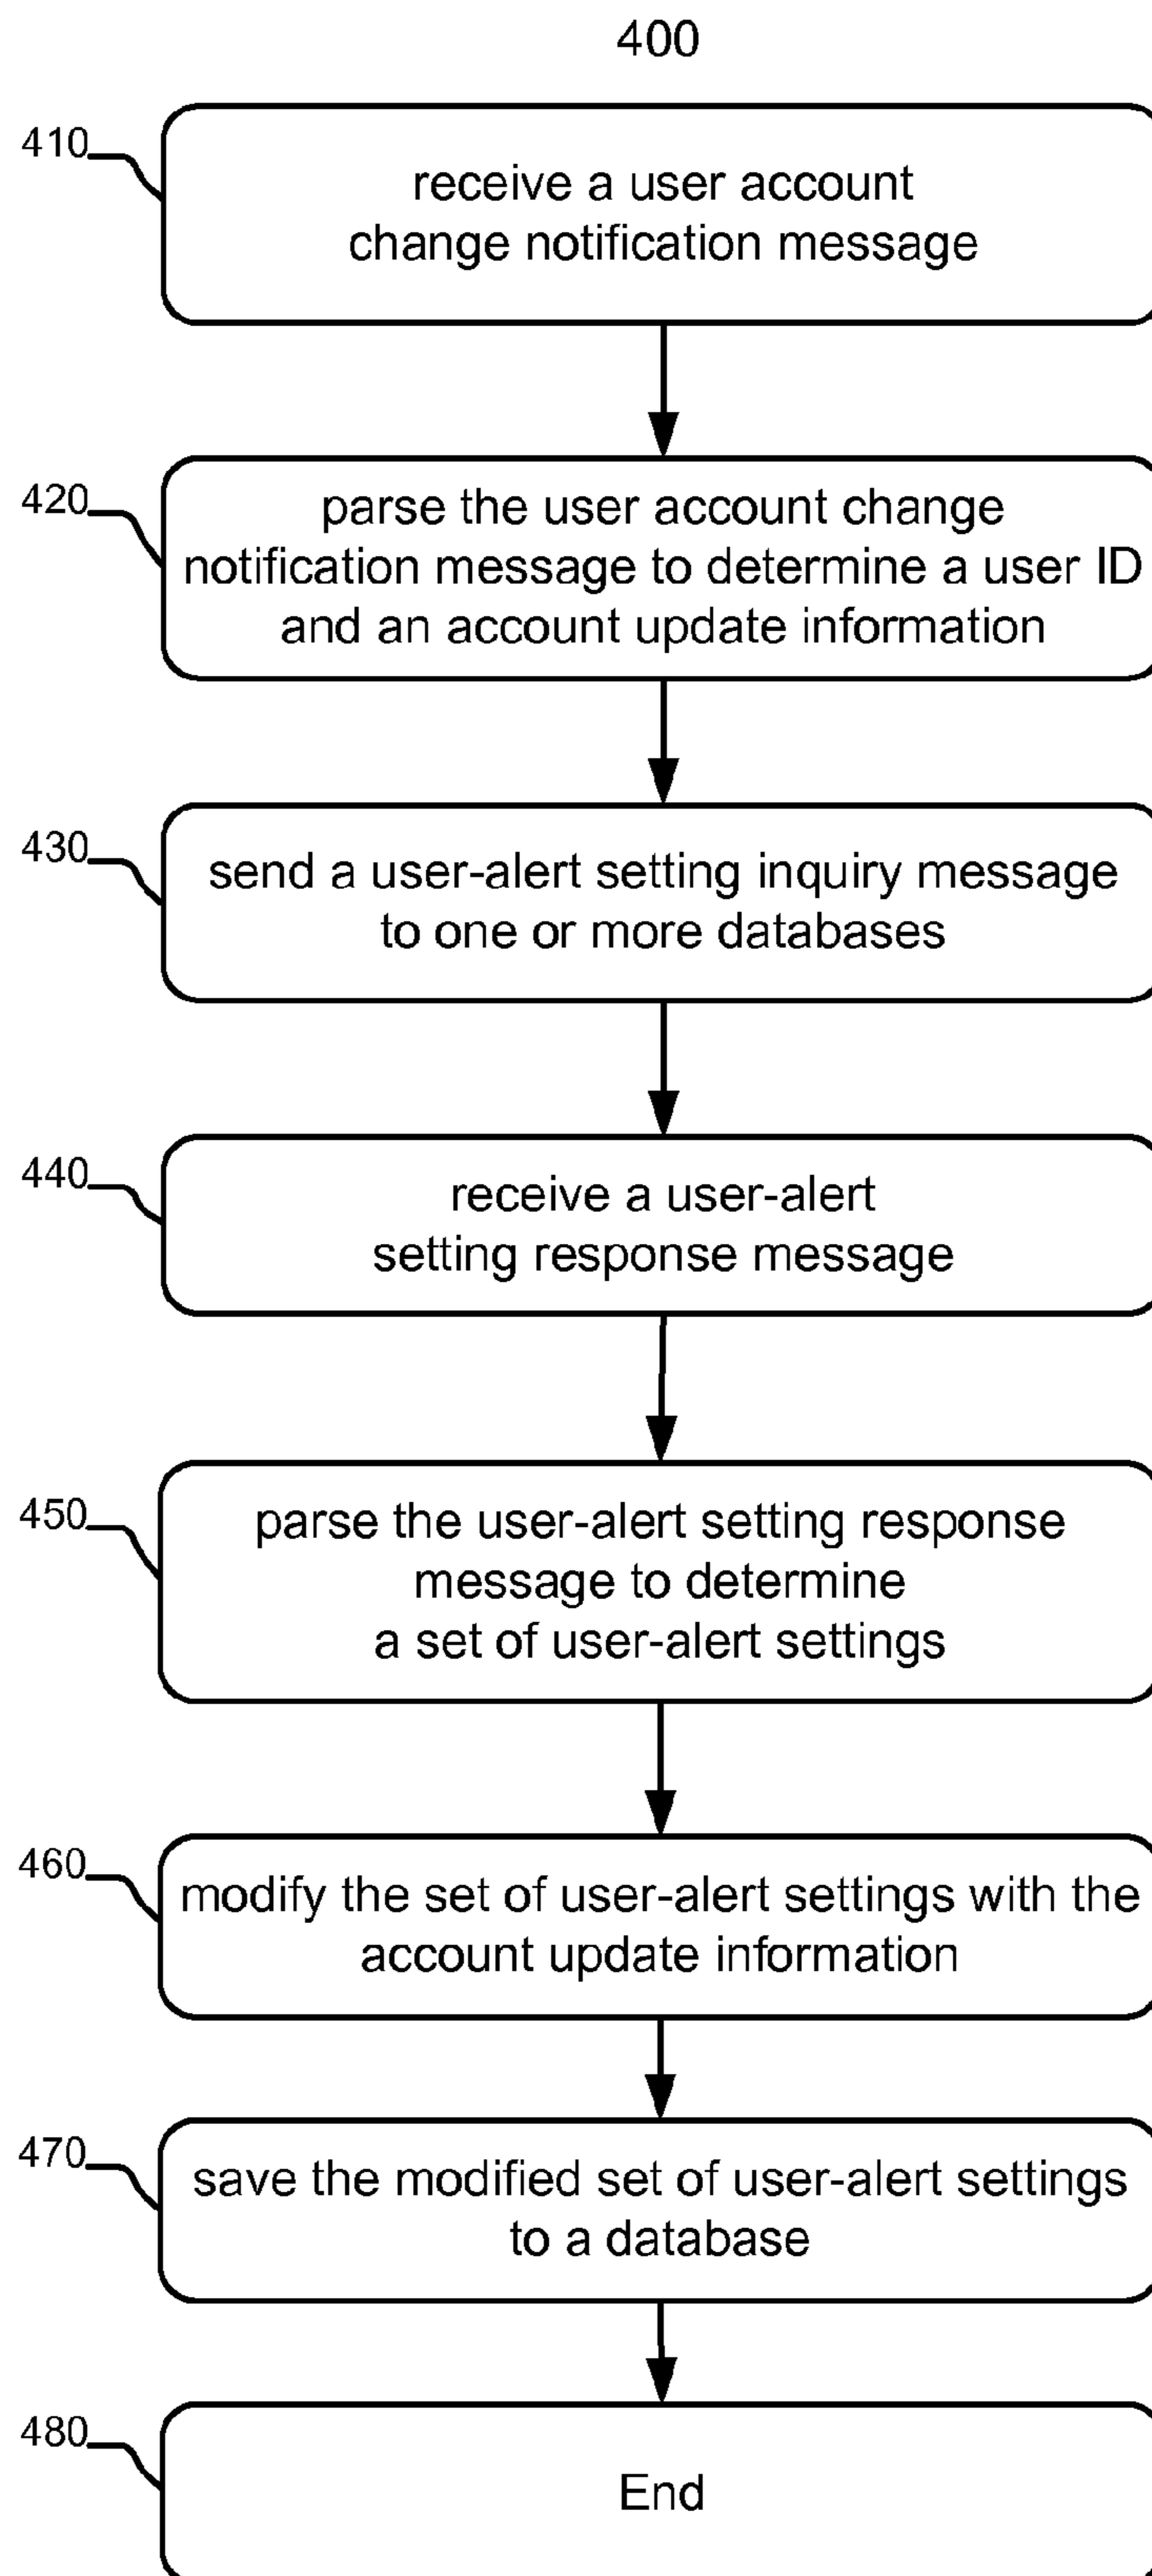 400
410
receive a user account
change notification message
420
parse the user account change
notification message to determine a user ID
and an account update information
430
send a user-alert setting inquiry message
to one or more databases
440
receive a user-alert
setting response message
450
parse the user-alert setting response
message to determine
a set of user-alert settings
460
modify the set of user-alert settings with the
account update information
470
save the modified set of user-alert settings
to a database
480
End